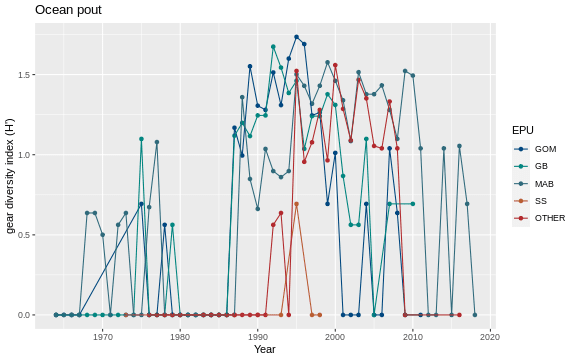 Ocean pout
gear diversity index (H')
1.5
1.0
0.5
0.0
1970 1980 1990 2000 2010 2020
Year
EPU
GOM
GB
MAB
SS
OTHER